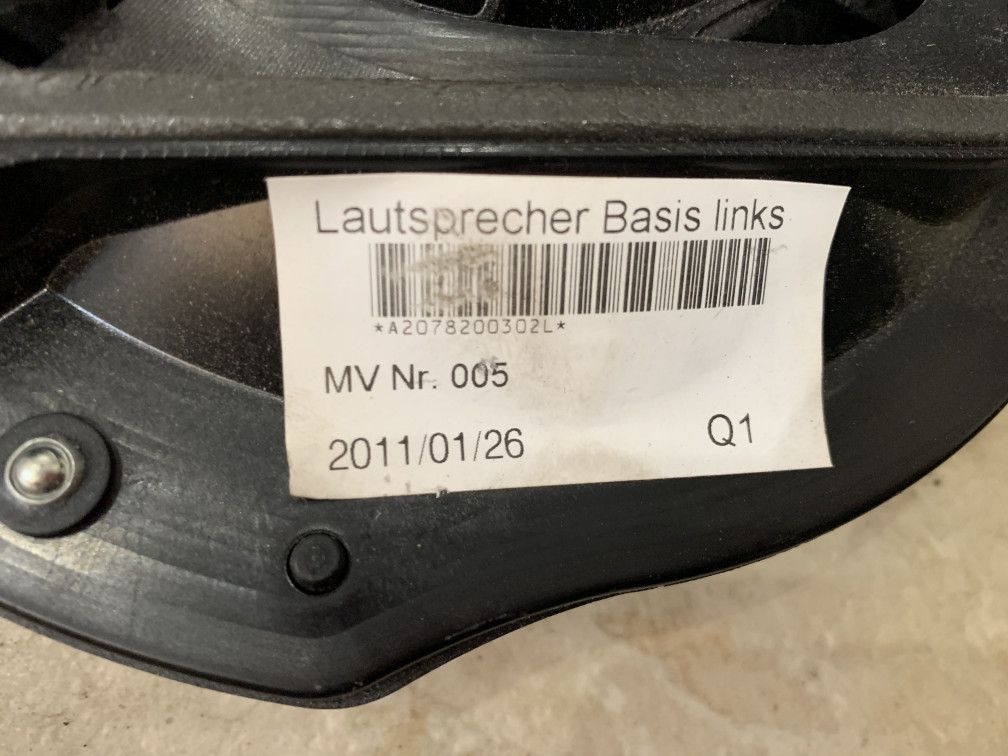 Lautsprecher Basis links
*A2078200302L*
MV Nr. 005
2011/01/26 Q1